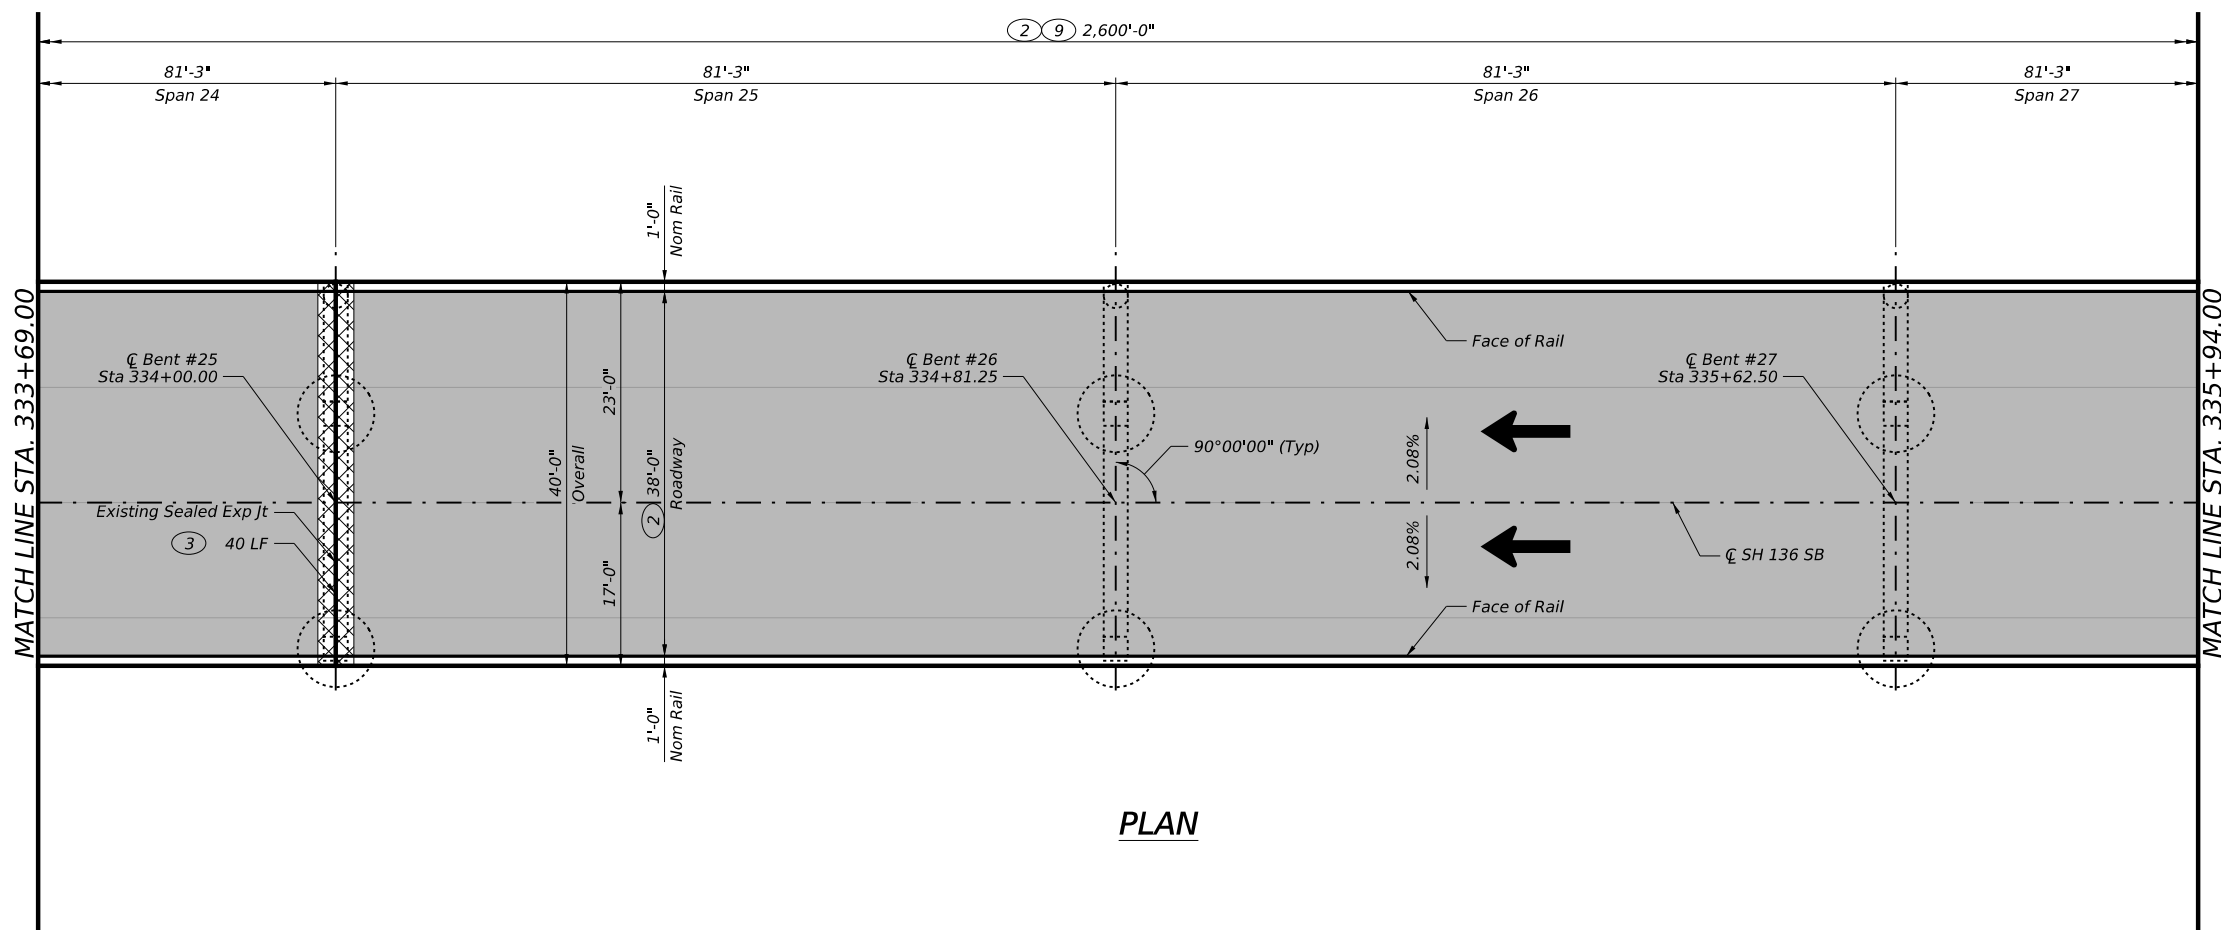 2 9 2,600'-0"
81'-3" 81'-3" 81'-3" 81'-3"
Span 24 Span 25 Span 26 Span 27
1'-0"
Nom Rail
MATCH LINE STA. 333+69.00
MATCH LINE STA. 335+94.00
Face of Rail
℄ Bent #25
Sta 334+00.00
℄ Bent #26
Sta 334+81.25
℄ Bent #27
Sta 335+62.50
23'-0"
40'-0"
Overall
2 38'-0"
Roadway
90°00'00" (Typ)
2.08%
Existing Sealed Exp Jt
3 40 LF
17'-0"
2.08%
℄ SH 136 SB
Face of Rail
1'-0"
Nom Rail
PLAN